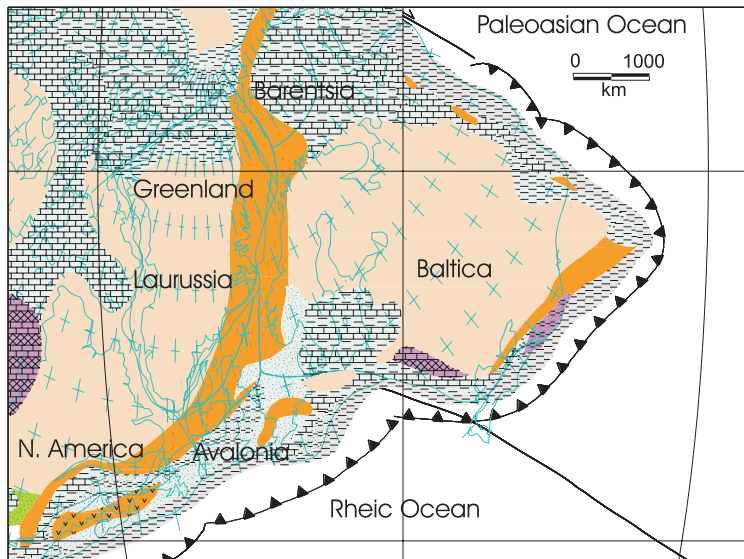 Paleoasian Ocean
0 1000
km
Barentsia
Greenland
Laurussia
Baltica
N. America
Avalonia
Rheic Ocean